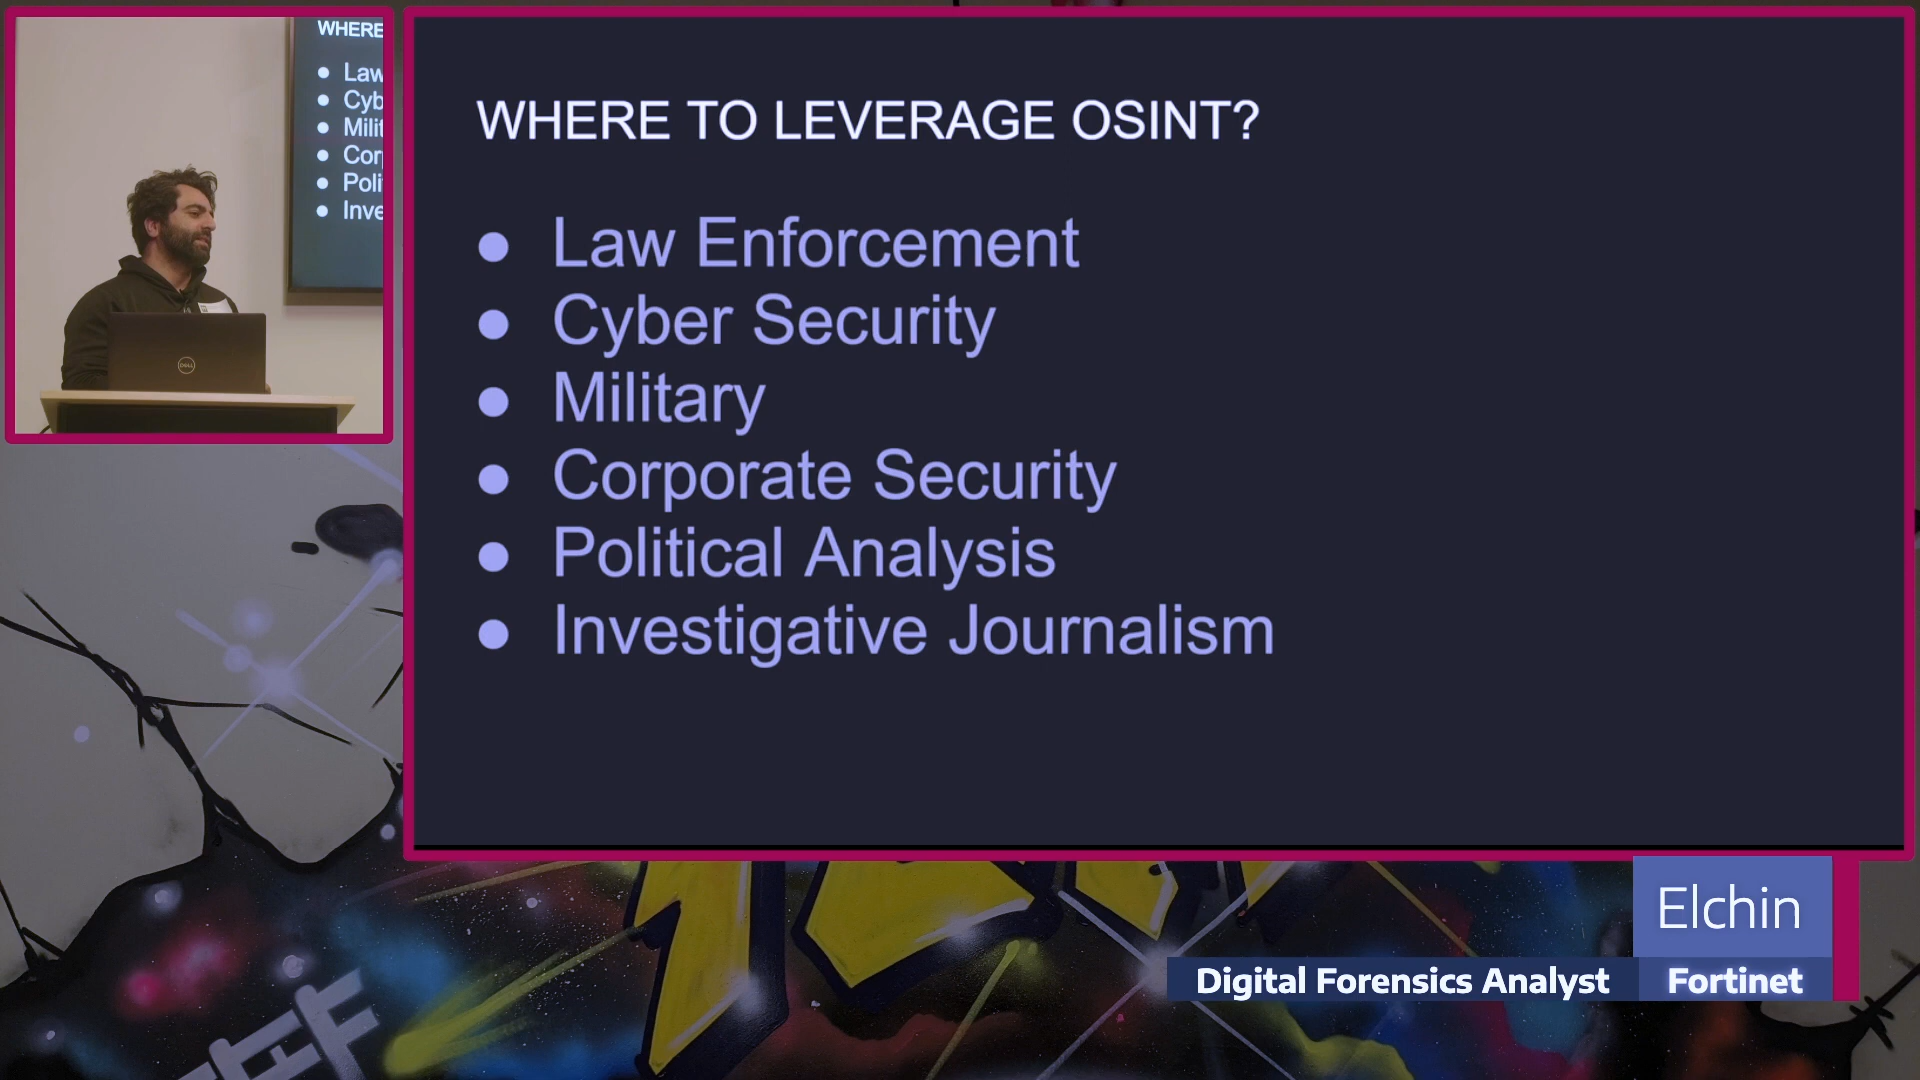 WHERE
Law
Cyb
Milit
Cor
Poli
Inve
DELL
WHERE TO LEVERAGE OSINT?
● Law Enforcement
● Cyber Security
● Military
● Corporate Security
● Political Analysis
● Investigative Journalism
Elchin
Digital Forensics Analyst Fortinet